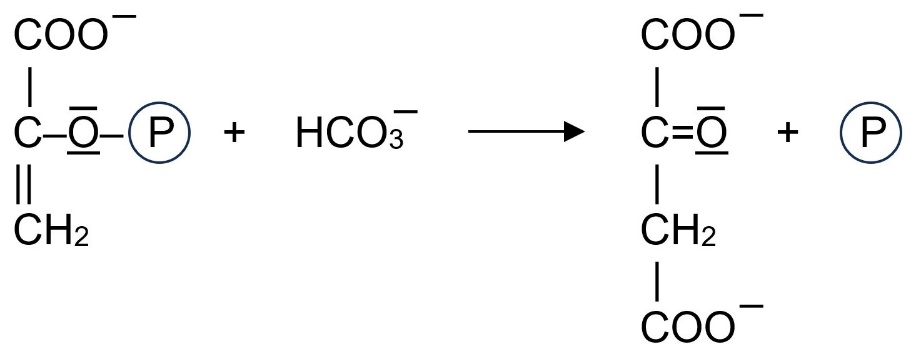 COO⁻ COO⁻
C–O–P + HCO₃⁻ → C=O + P
CH₂ CH₂
COO⁻